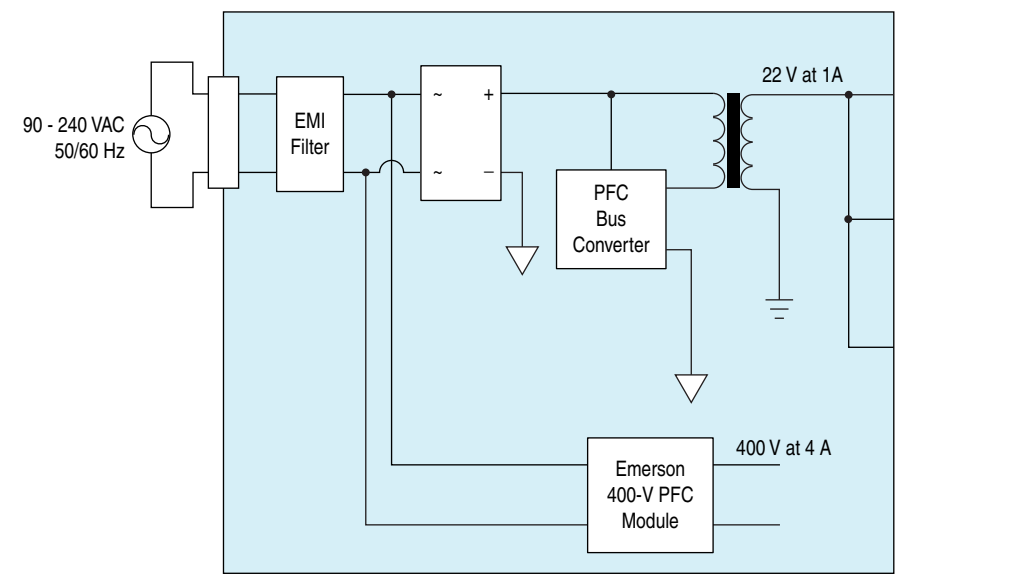 22 V at 1A
90 - 240 VAC
50/60 Hz
EMI
Filter
~
+
~
–
PFC
Bus
Converter
400 V at 4 A
Emerson
400-V PFC
Module